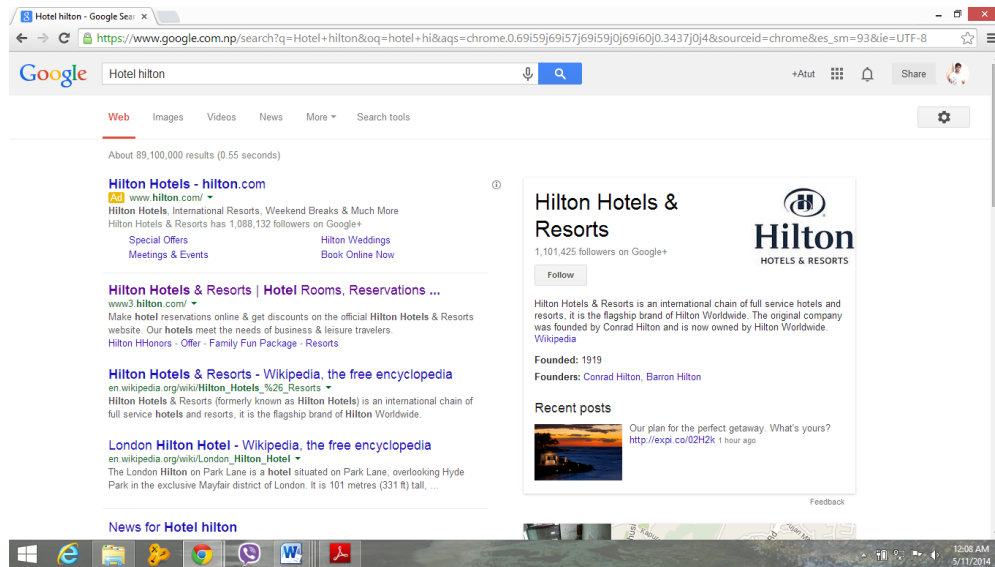 Hotel hilton - Google Sear
https://www.google.com.np/search?q=Hotel+hilton&oq=hotel+hi&aqs=chrome.0.69i59j69i57j69i59j0j69i60j0.3437j0j4&sourceid=chrome&es_sm=93&ie=UTF-8
Google
Hotel hilton
+Atut
Share
Web Images Videos News More Search tools
About 89,100,000 results (0.55 seconds)
Hilton Hotels - hilton.com
Ad www.hilton.com/
Hilton Hotels, International Resorts, Weekend Breaks & Much More
Hilton Hotels & Resorts has 1,088,132 followers on Google+
Special Offers Hilton Weddings
Meetings & Events Book Online Now
Hilton Hotels & Resorts | Hotel Rooms, Reservations ...
www3.hilton.com/
Make hotel reservations online & get discounts on the official Hilton Hotels & Resorts
website. Our hotels meet the needs of business & leisure travelers.
Hilton HHonors - Offer - Family Fun Package - Resorts
Hilton Hotels & Resorts - Wikipedia, the free encyclopedia
en.wikipedia.org/wiki/Hilton_Hotels_%26_Resorts
Hilton Hotels & Resorts (formerly known as Hilton Hotels) is an international chain of
full service hotels and resorts, it is the flagship brand of Hilton Worldwide.
London Hilton Hotel - Wikipedia, the free encyclopedia
en.wikipedia.org/wiki/London_Hilton_Hotel
The London Hilton on Park Lane is a hotel situated on Park Lane, overlooking Hyde
Park in the exclusive Mayfair district of London. It is 101 metres (331 ft) tall, ...
News for Hotel hilton
Hilton Hotels &
Resorts
1,101,425 followers on Google+
Follow
H
Hilton
HOTELS & RESORTS
Hilton Hotels & Resorts is an international chain of full service hotels and
resorts, it is the flagship brand of Hilton Worldwide. The original company
was founded by Conrad Hilton and is now owned by Hilton Worldwide.
Wikipedia
Founded: 1919
Founders: Conrad Hilton, Barron Hilton
Recent posts
Our plan for the perfect getaway. What's yours?
http://expi.co/02H2k 1 hour ago
Feedback
12:08 AM
5/11/2014